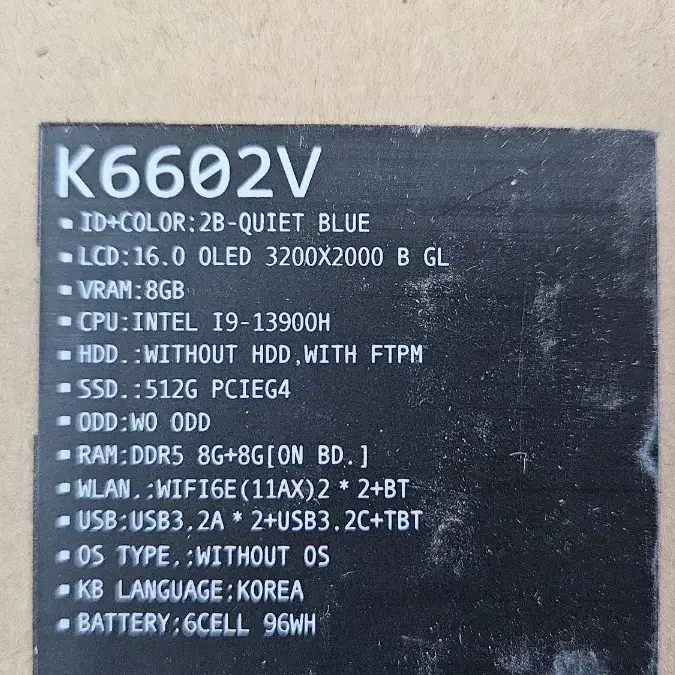 K6602V
▪ ID+COLOR:2B-QUIET BLUE
▪ LCD:16.0 OLED 3200X2000 B GL
▪ VRAM:8GB
▪ CPU:INTEL I9-13900H
▪ HDD.:WITHOUT HDD,WITH FTPM
▪ SSD.:512G PCIEG4
▪ ODD:WO ODD
▪ RAM:DDR5 8G+8G[ON BD.]
▪ WLAN.:WIFI6E(11AX)2*2+BT
▪ USB:USB3.2A*2+USB3.2C+TBT
▪ OS TYPE.:WITHOUT OS
▪ KB LANGUAGE:KOREA
▪ BATTERY:6CELL 96WH